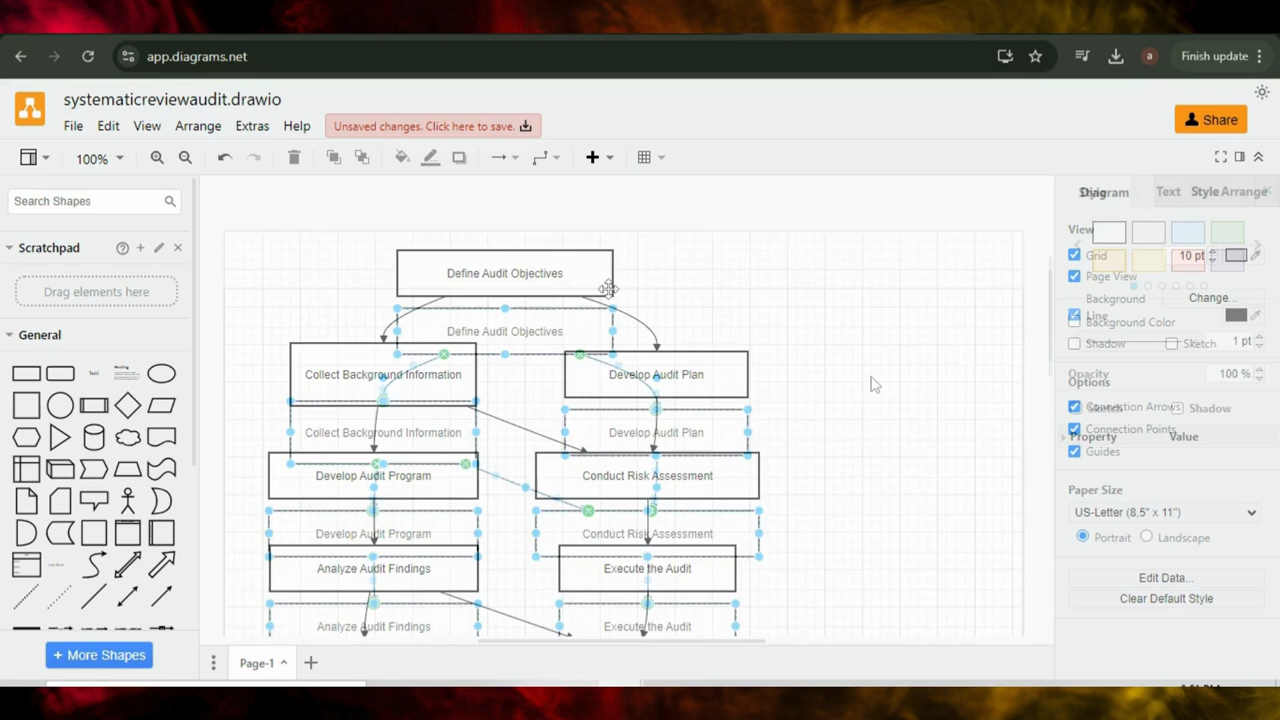 app.diagrams.net
a
Finish update
systematicreviewaudit.drawio
File Edit View Arrange Extras Help
Unsaved changes. Click here to save.
Share
100%
Search Shapes
Scratchpad
Drag elements here
General
Text
Heading
+ More Shapes
Define Audit Objectives
Define Audit Objectives
Collect Background Information
Develop Audit Plan
Collect Background Information
Develop Audit Plan
Develop Audit Program
Conduct Risk Assessment
Develop Audit Program
Conduct Risk Assessment
Analyze Audit Findings
Execute the Audit
Analyze Audit Findings
Execute the Audit
Page-1
Diagram
Style
Text
Style
Arrange
View
Grid
10 pt
Page View
Background
Change...
Line
Background Color
Shadow
Sketch
1 pt
Opacity
100 %
Options
Connection Arrows
Sketch
Shadow
Connection Points
Property
Value
Guides
Paper Size
US-Letter (8,5" x 11")
Portrait
Landscape
Edit Data...
Clear Default Style